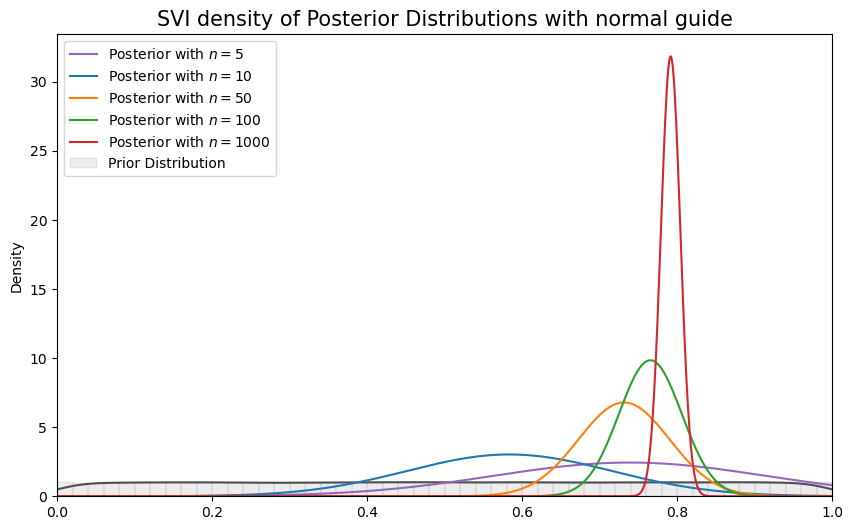 SVI density of Posterior Distributions with normal guide
Posterior with n = 5
Posterior with n = 10
Posterior with n = 50
Posterior with n = 100
Posterior with n = 1000
Prior Distribution
Density
30
25
20
15
10
5
0
0.0 0.2 0.4 0.6 0.8 1.0